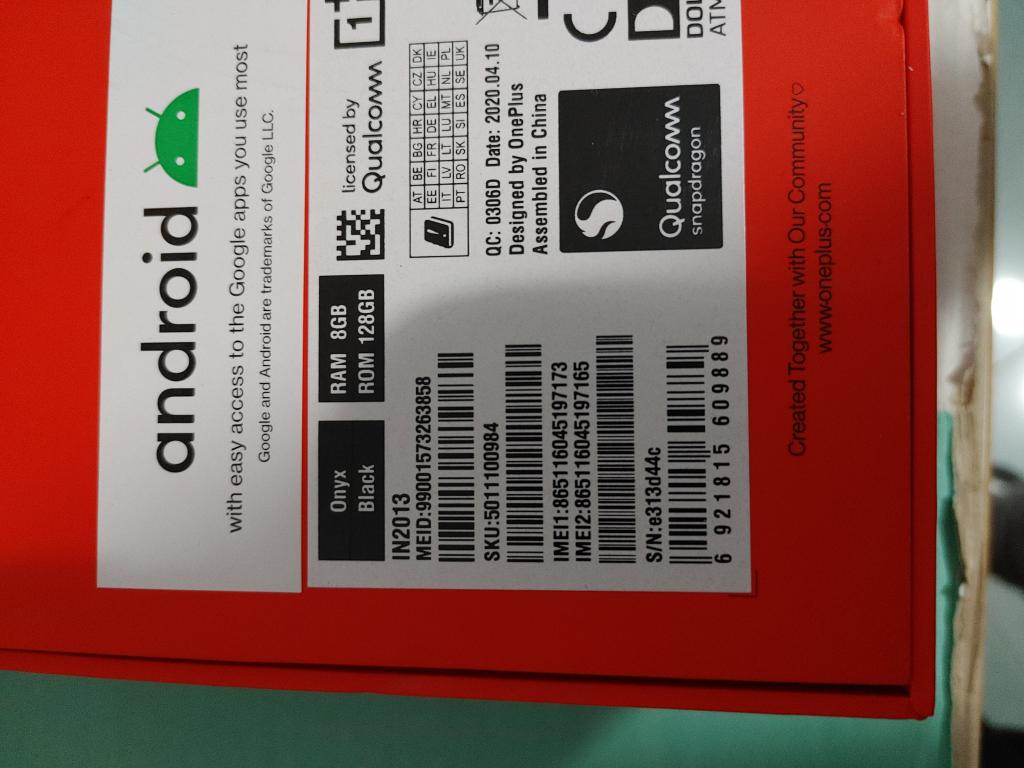 android
with easy access to the Google apps you use most
Google and Android are trademarks of Google LLC.
Onyx
Black
RAM 8GB
ROM 128GB
licensed by
Qualcomm
1+
IN2013
MEID:99001573263858
AT BE BG HR CY CZ DK
EE FI FR DE EL HU IE
IT LV LT LU MT NL PL
PT RO SK SI ES SE UK
SKU:5011100984
QC: 0306D Date: 2020.04.10
Designed by OnePlus
Assembled in China
IMEI1:865116045197173
IMEI2:865116045197165
S/N:e313d44c
6 921815 609889
Qualcomm
snapdragon
CE
DOL
ATM
Created Together with Our Community♡
www.oneplus.com